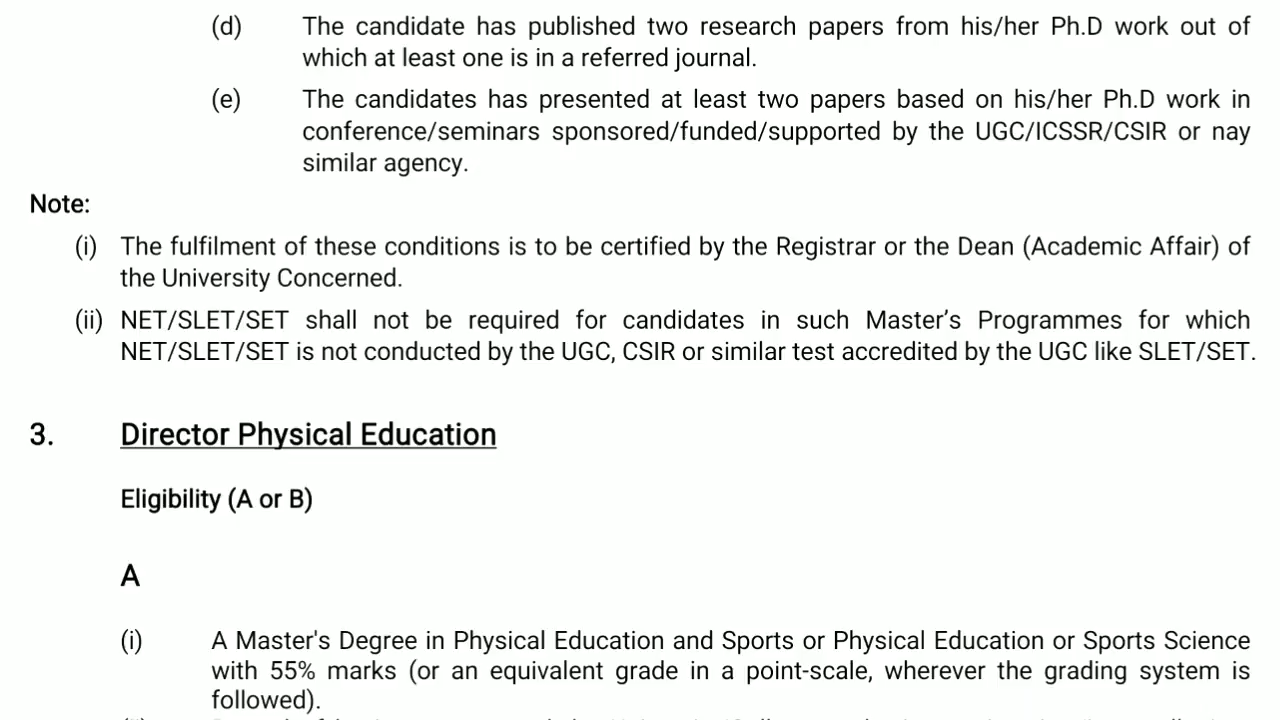 (d) The candidate has published two research papers from his/her Ph.D work out of
which at least one is in a referred journal.
(e) The candidates has presented at least two papers based on his/her Ph.D work in
conference/seminars sponsored/funded/supported by the UGC/ICSSR/CSIR or nay
similar agency.
Note:
(i) The fulfilment of these conditions is to be certified by the Registrar or the Dean (Academic Affair) of
the University Concerned.
(ii) NET/SLET/SET shall not be required for candidates in such Master’s Programmes for which
NET/SLET/SET is not conducted by the UGC, CSIR or similar test accredited by the UGC like SLET/SET.
3. Director Physical Education
Eligibility (A or B)
A
(i) A Master's Degree in Physical Education and Sports or Physical Education or Sports Science
with 55% marks (or an equivalent grade in a point-scale, wherever the grading system is
followed).